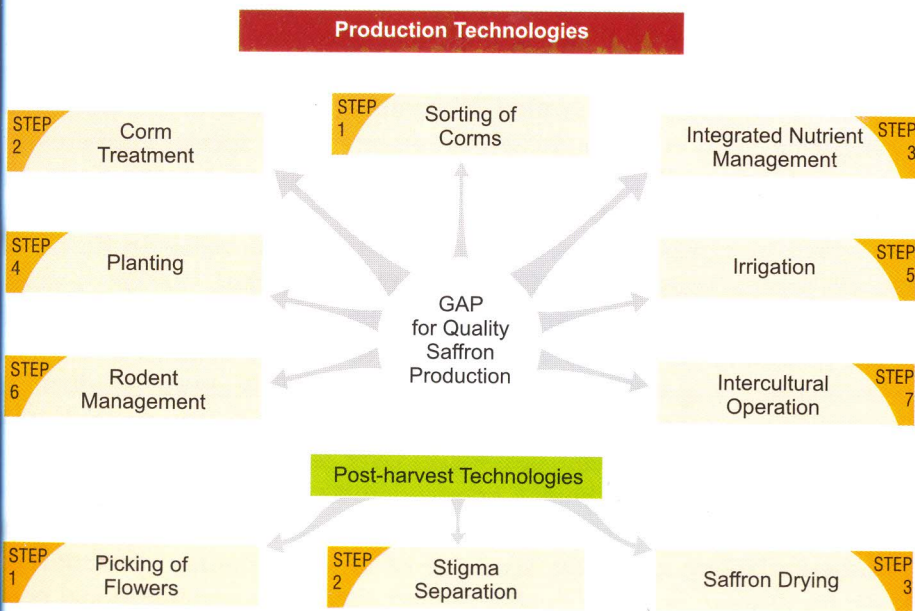 Production Technologies
STEP
1
Sorting of
Corms
STEP
2
Corm
Treatment
Integrated Nutrient
Management
STEP
3
STEP
4
Planting
Irrigation
STEP
5
GAP
for Quality
Saffron
Production
STEP
6
Rodent
Management
Intercultural
Operation
STEP
7
Post-harvest Technologies
STEP
1
Picking of
Flowers
STEP
2
Stigma
Separation
Saffron Drying
STEP
3